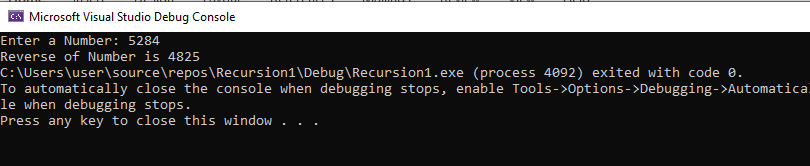 Microsoft Visual Studio Debug Console
Enter a Number: 5284
Reverse of Number is 4825
C:\Users\user\source\repos\Recursion1\Debug\Recursion1.exe (process 4092) exited with code 0.
To automatically close the console when debugging stops, enable Tools->Options->Debugging->Automatica
le when debugging stops.
Press any key to close this window . . .